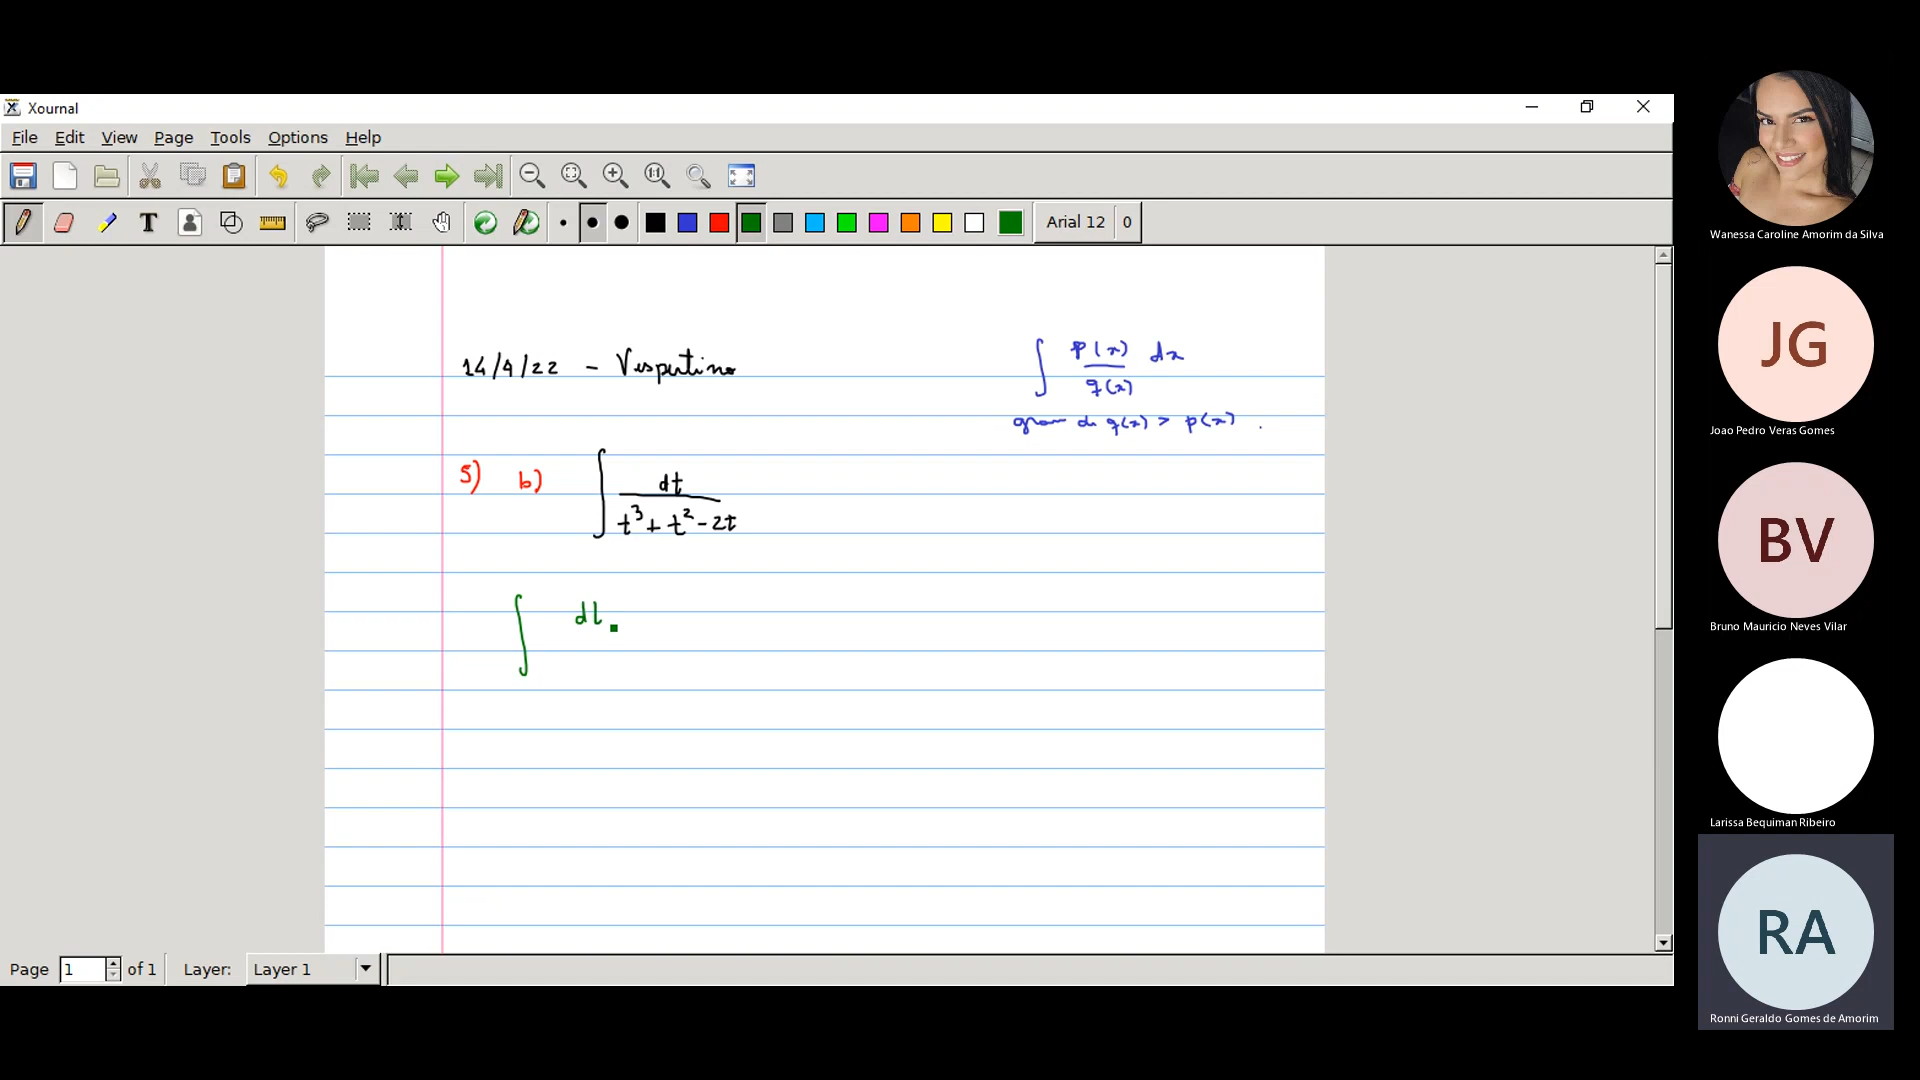 Xournal
File Edit View Page Tools Options Help
Arial 12 0
14/4/22 - Vespertino
∫ p(x)/q(x) dx
grau de q(x) > p(x) .
5) b) ∫ dt/(t³ + t² - 2t)
∫ dt
Page 1 of 1 Layer: Layer 1
Wanessa Caroline Amorim da Silva
JG
Joao Pedro Veras Gomes
BV
Bruno Mauricio Neves Vilar
Larissa Bequiman Ribeiro
RA
Ronni Geraldo Gomes de Amorim